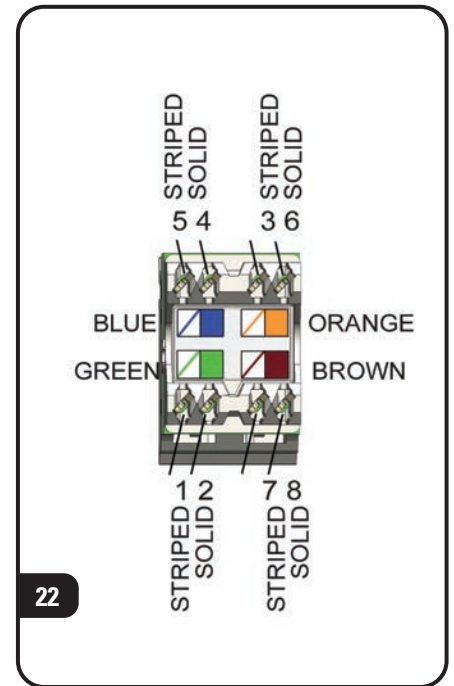 STRIPED SOLID STRIPED SOLID
5 4 3 6
BLUE ORANGE
GREEN BROWN
1 2 7 8
STRIPED SOLID STRIPED SOLID
22